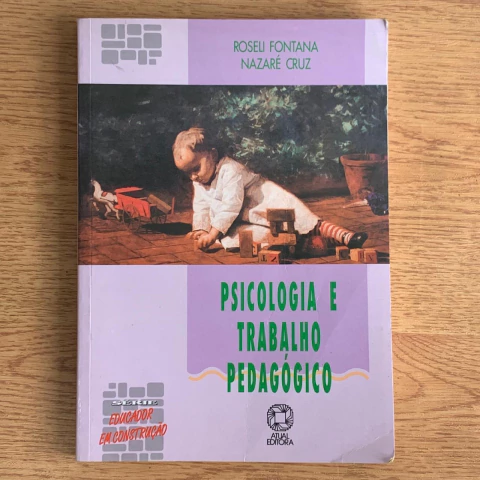 ROSELI FONTANA
NAZARÉ CRUZ
PSICOLOGIA E
TRABALHO
PEDAGÓGICO
SÉRIE
EDUCADOR
EM CONSTRUÇÃO
ATUAL
EDITORA